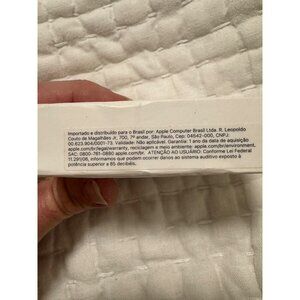 Importado e distribuído para o Brasil por: Apple Computer Brasil Ltda. R. Leopoldo
Couto de Magalhães Jr, 700, 7º andar, São Paulo, Cep: 04542-000, CNPJ:
00.623.904/0001-73. Validade: Não aplicável. Garantia: 1 ano da data de aquisição
apple.com/br/legal/warranty, reciclagem e meio ambiente: apple.com/br/environment.
SAC: 0800-761-0880 apple.com/br. ATENÇÃO AO USUÁRIO: Conforme Lei Federal
11.291/06, informamos que podem ocorrer danos ao sistema auditivo exposto à
potência superior a 85 decibéis.